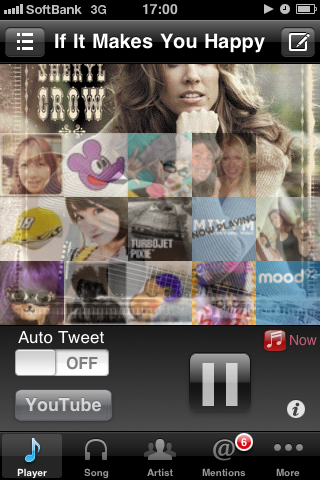 SoftBank 3G 17:00
If It Makes You Happy
SHERYL
CROW
MIXIM
NOW PLAYING
TURBOJET
PIXIE
mood
Auto Tweet
OFF
Now
YouTube
i
6
Player Song Artist Mentions More